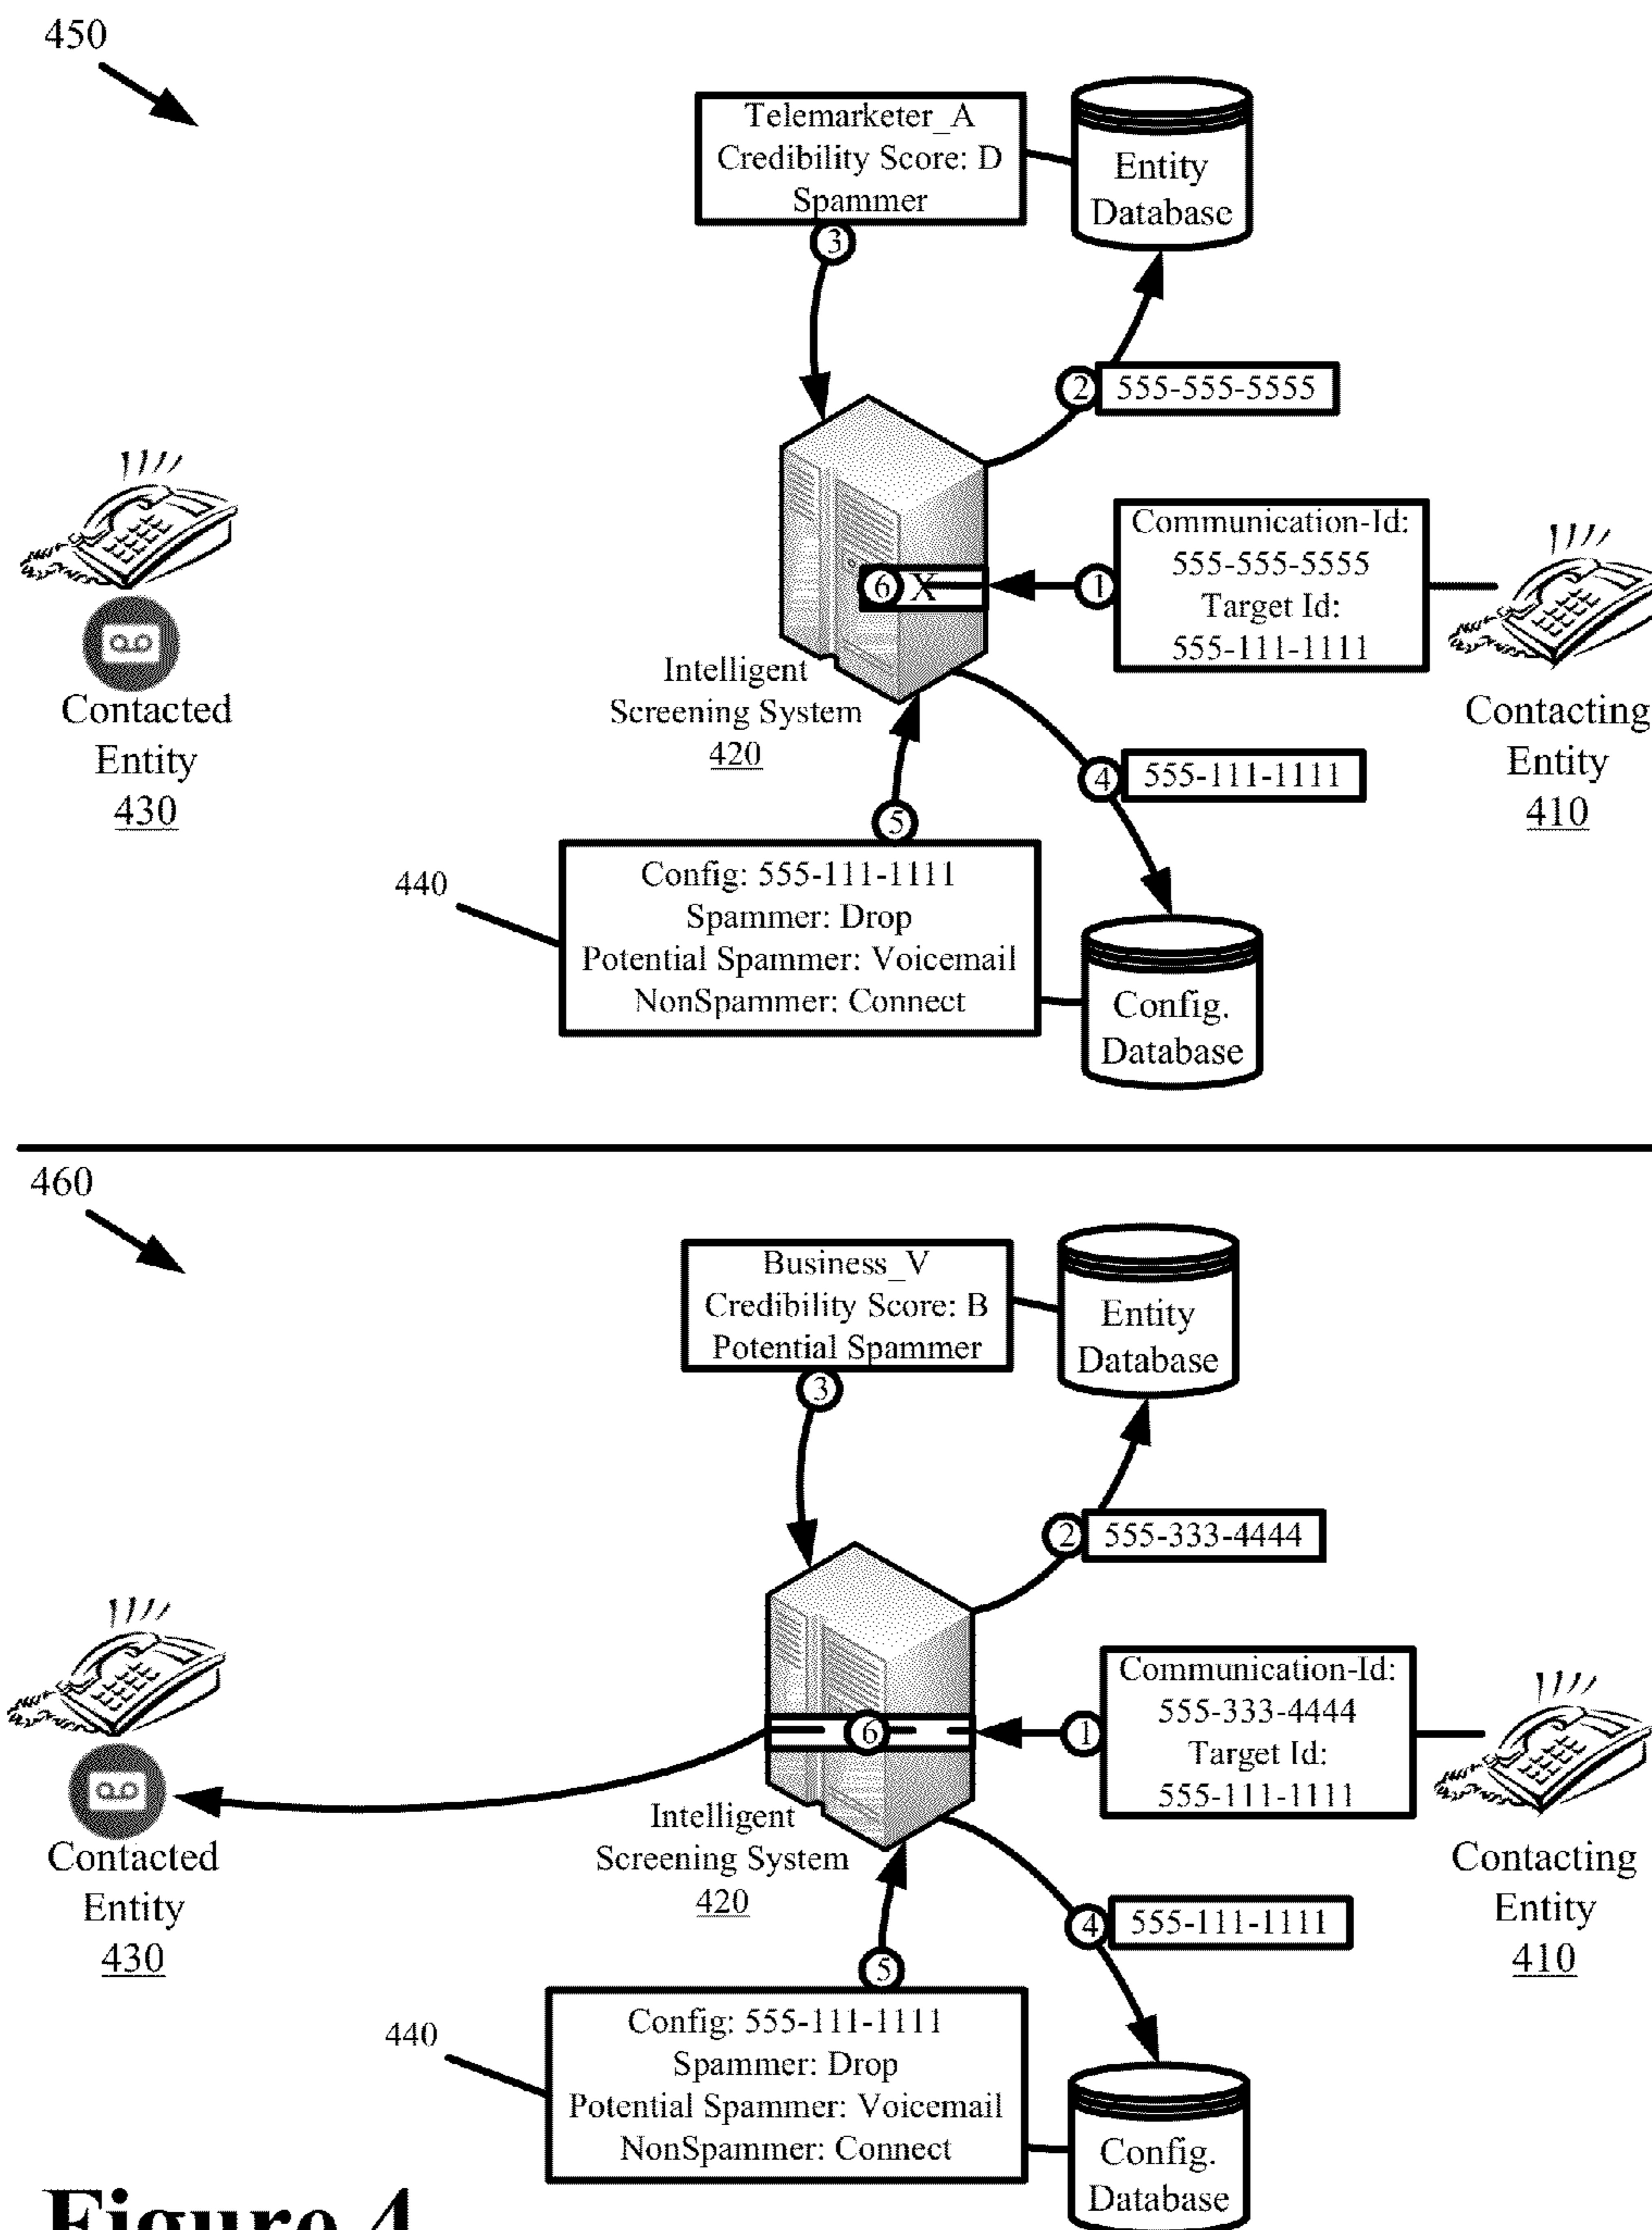 450
Telemarketer_A
Credibility Score: D
Spammer
Entity
Database
3
2
555-555-5555
Communication-Id:
555-555-5555
Target Id:
555-111-1111
1
6 X
Intelligent
Screening System
420
Contacted
Entity
430
Contacting
Entity
410
4
555-111-1111
5
440
Config: 555-111-1111
Spammer: Drop
Potential Spammer: Voicemail
NonSpammer: Connect
Config.
Database
460
Business_V
Credibility Score: B
Potential Spammer
Entity
Database
3
2
555-333-4444
Communication-Id:
555-333-4444
Target Id:
555-111-1111
1
6
Intelligent
Screening System
420
Contacted
Entity
430
Contacting
Entity
410
4
555-111-1111
5
440
Config: 555-111-1111
Spammer: Drop
Potential Spammer: Voicemail
NonSpammer: Connect
Config.
Database
Figure 4